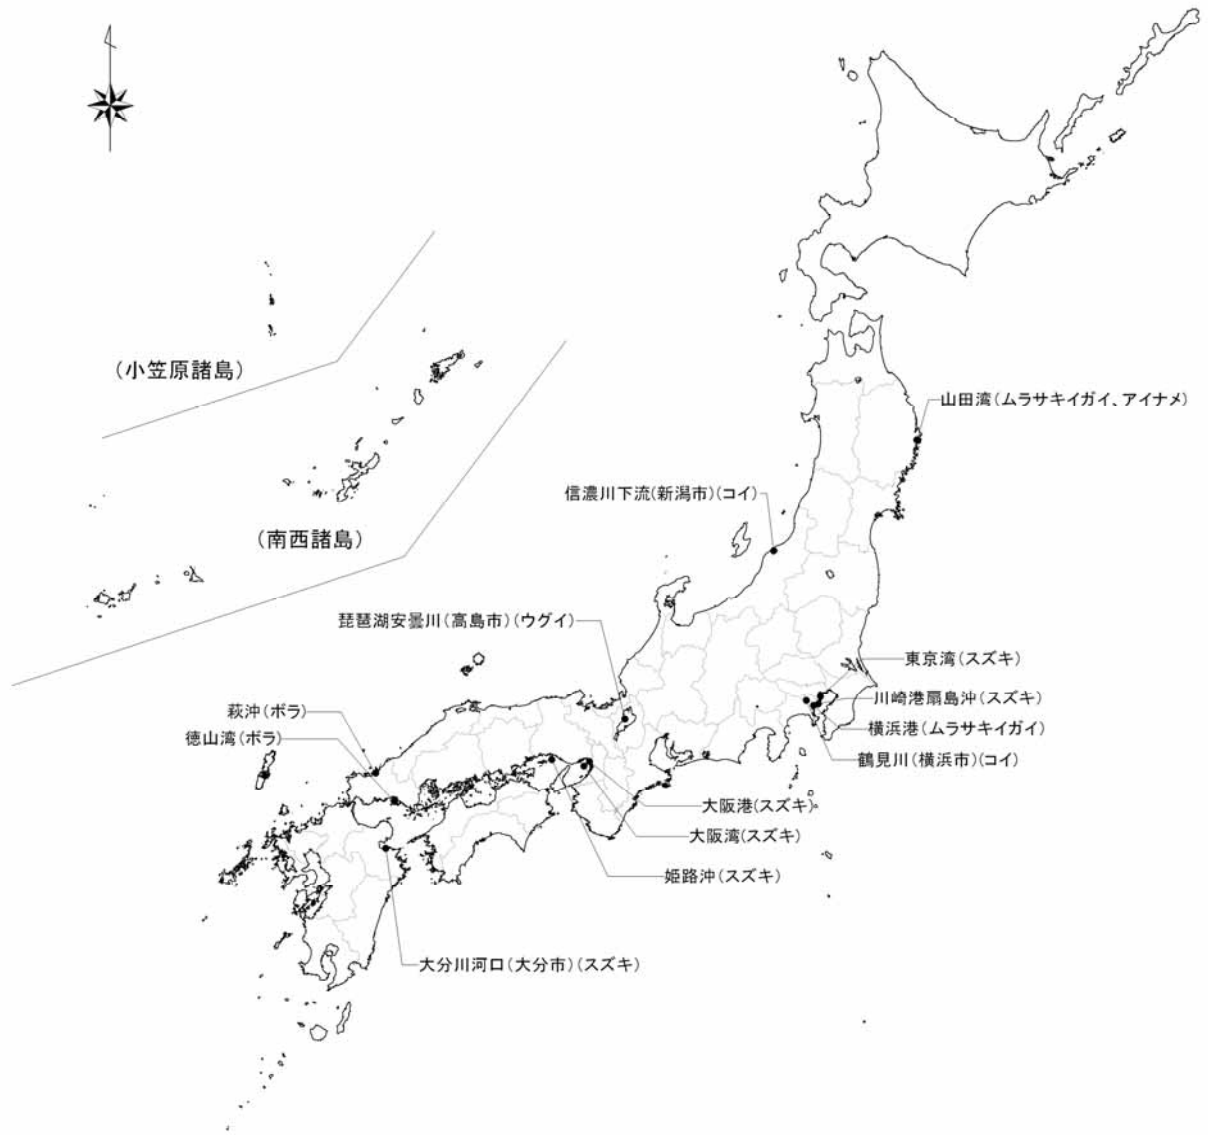 （小笠原諸島）
山田湾（ムラサキイガイ、アイナメ）
信濃川下流（新潟市）（コイ）
（南西諸島）
琵琶湖安曇川（高島市）（ウグイ）
東京湾（スズキ）
川崎港扇島沖（スズキ）
萩沖（ボラ）
横浜港（ムラサキイガイ）
徳山湾（ボラ）
鶴見川（横浜市）（コイ）
大阪港（スズキ）
大阪湾（スズキ）
姫路沖（スズキ）
大分川河口（大分市）（スズキ）